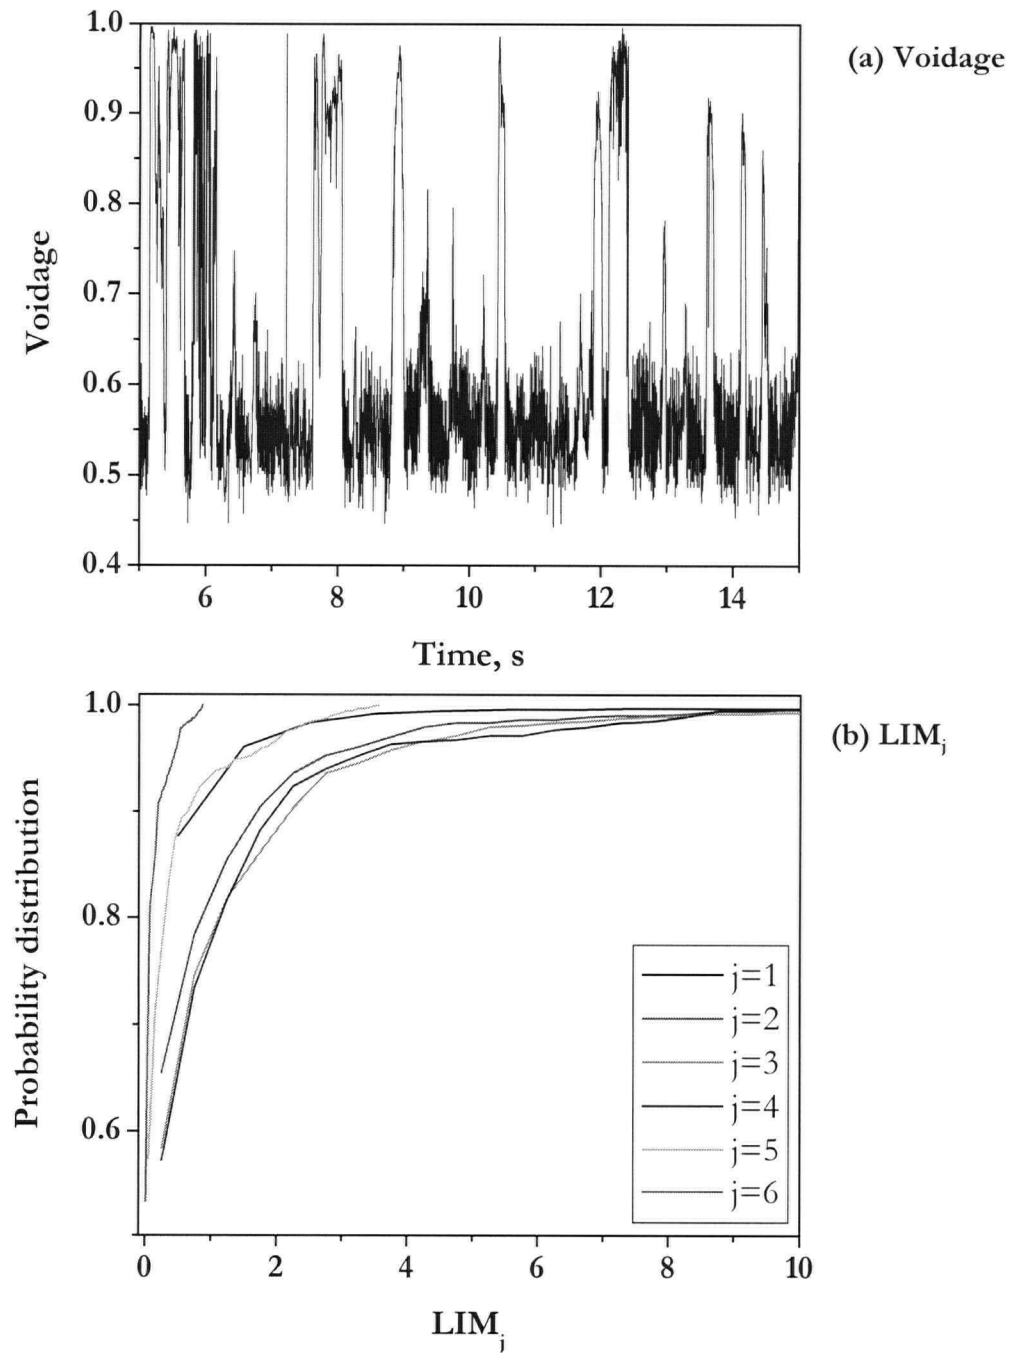 (a) Voidage
Voidage
1.0
0.9
0.8
0.7
0.6
0.5
0.4
6 8 10 12 14
Time, s
(b) LIMj
Probability distribution
1.0
0.8
0.6
j=1
j=2
j=3
j=4
j=5
j=6
0 2 4 6 8 10
LIMj